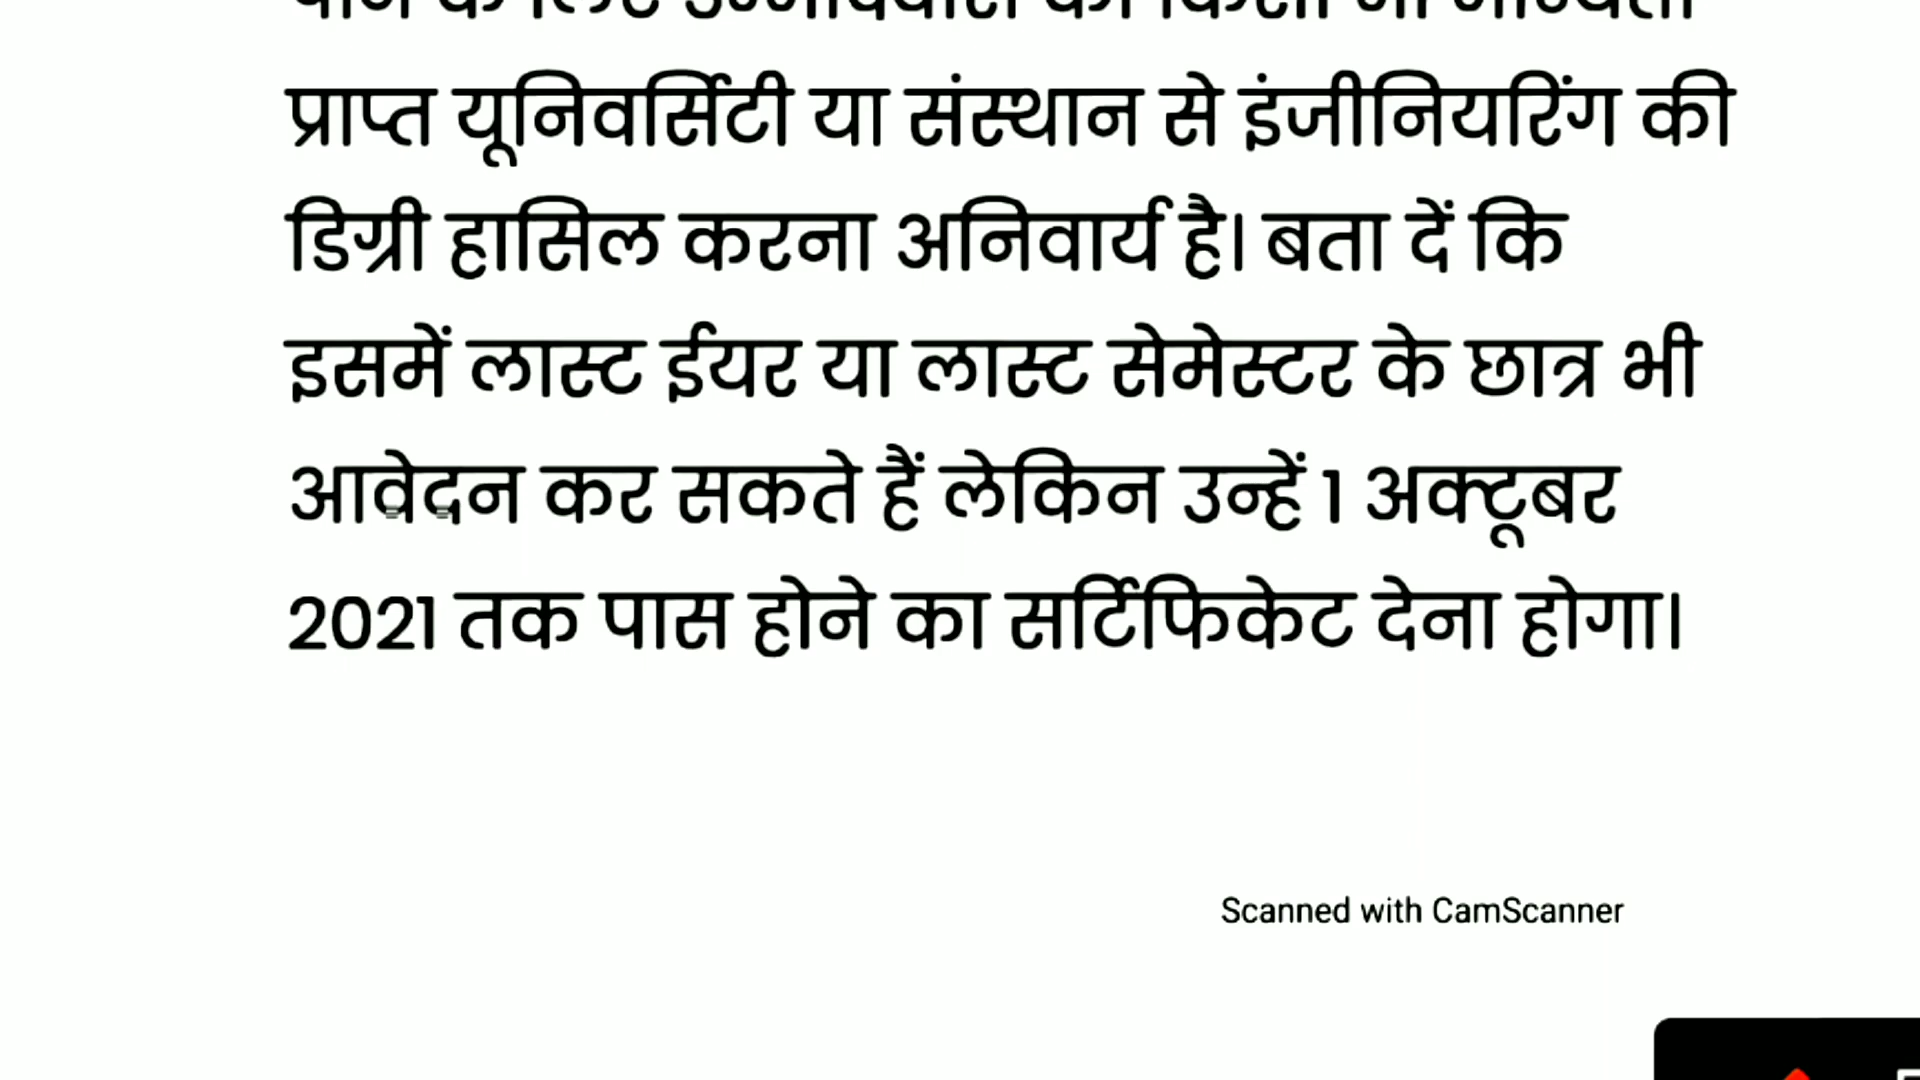 प्राप्त यूनिवर्सिटी या संस्थान से इंजीनियरिंग की
डिग्री हासिल करना अनिवार्य है। बता दें कि
इसमें लास्ट ईयर या लास्ट सेमेस्टर के छात्र भी
आवेदन कर सकते हैं लेकिन उन्हें 1 अक्टूबर
2021 तक पास होने का सर्टिफिकेट देना होगा।
Scanned with CamScanner